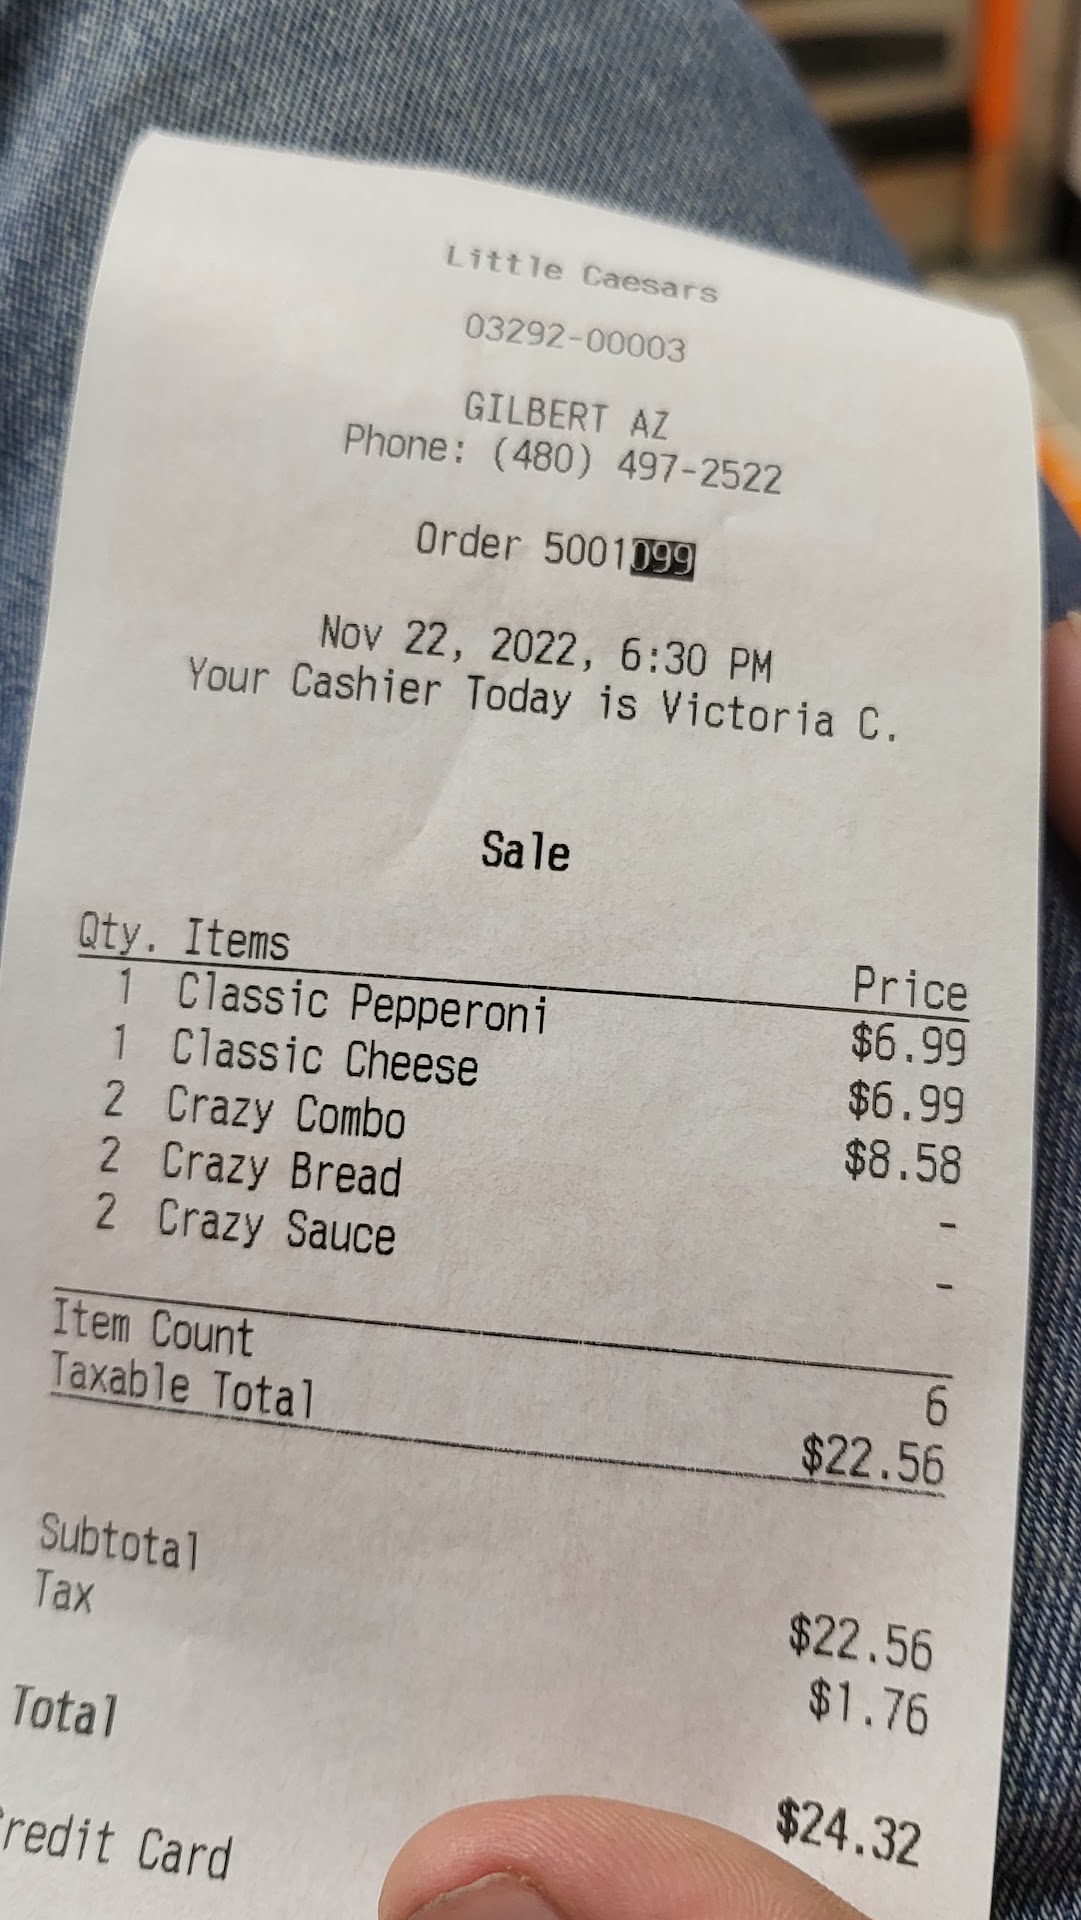 Little Caesars
03292-00003
GILBERT AZ
Phone: (480) 497-2522
Order 5001099
Nov 22, 2022, 6:30 PM
Your Cashier Today is Victoria C.
Sale
Qty. Items Price
1 Classic Pepperoni $6.99
1 Classic Cheese $6.99
2 Crazy Combo $8.58
2 Crazy Bread -
2 Crazy Sauce -
Item Count 6
Taxable Total $22.56
Subtotal $22.56
Tax $1.76
Total $24.32
redit Card